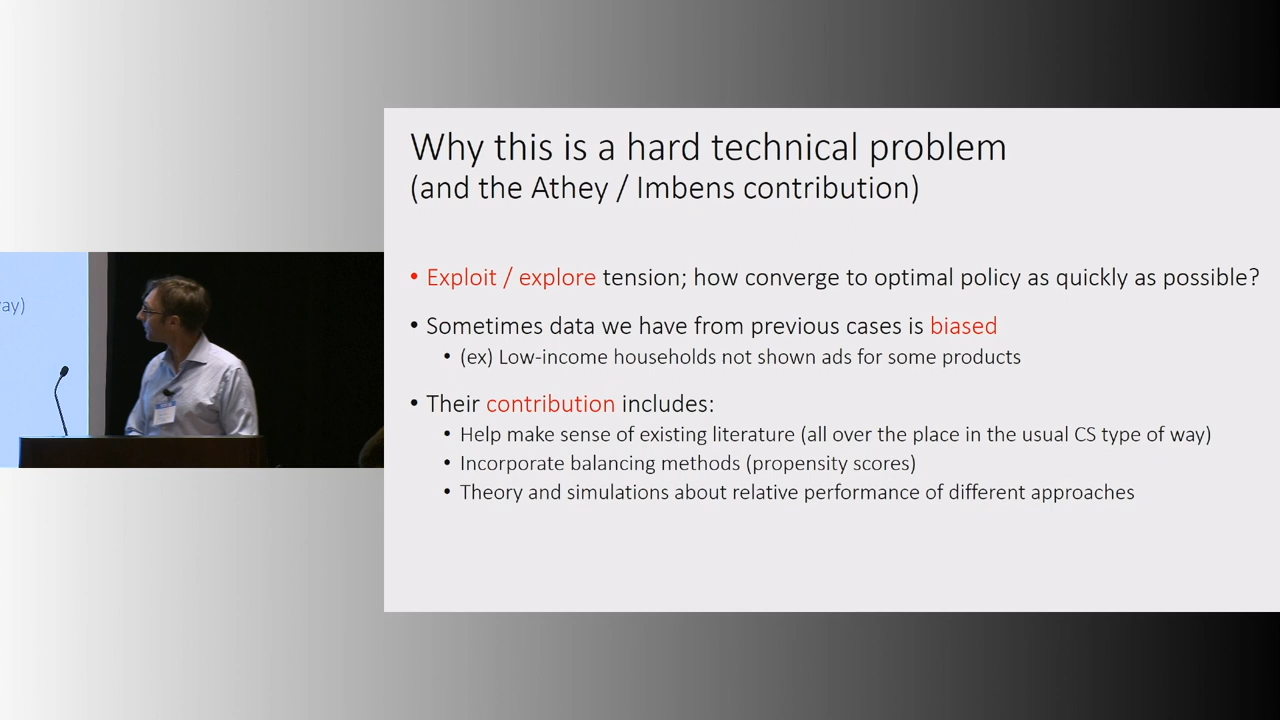 Why this is a hard technical problem
(and the Athey / Imbens contribution)
• Exploit / explore tension; how converge to optimal policy as quickly as possible?
• Sometimes data we have from previous cases is biased
• (ex) Low-income households not shown ads for some products
• Their contribution includes:
• Help make sense of existing literature (all over the place in the usual CS type of way)
• Incorporate balancing methods (propensity scores)
• Theory and simulations about relative performance of different approaches
way)